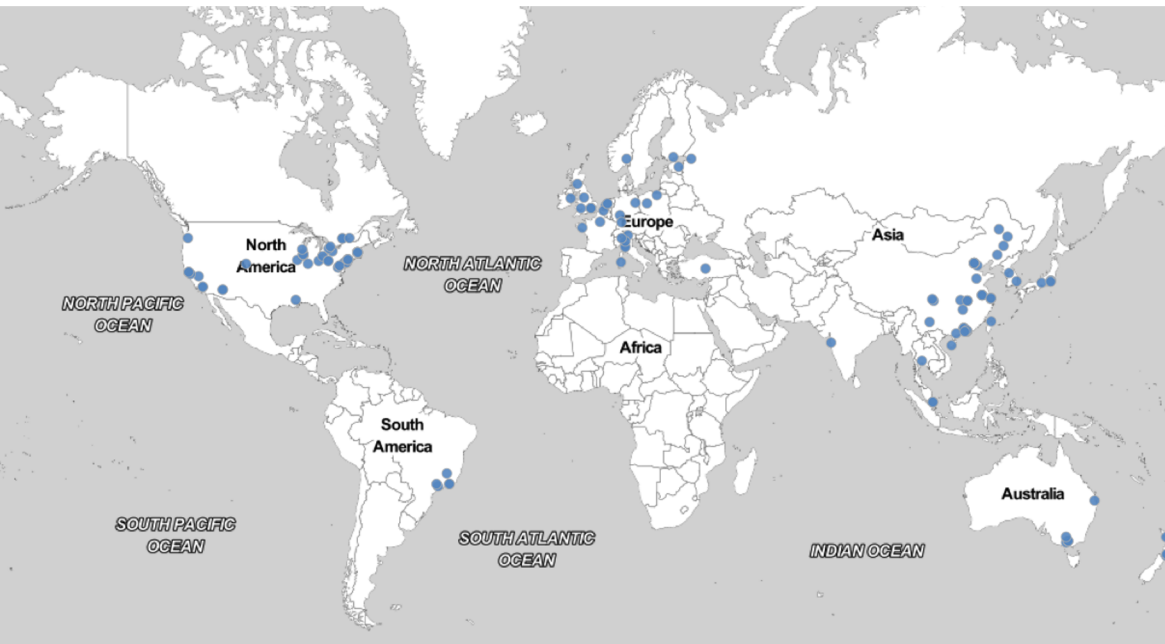 North
America
NORTH ATLANTIC
OCEAN
NORTH PACIFIC
OCEAN
Europe
Asia
Africa
South
America
Australia
SOUTH PACIFIC
OCEAN
SOUTH ATLANTIC
OCEAN
INDIAN OCEAN